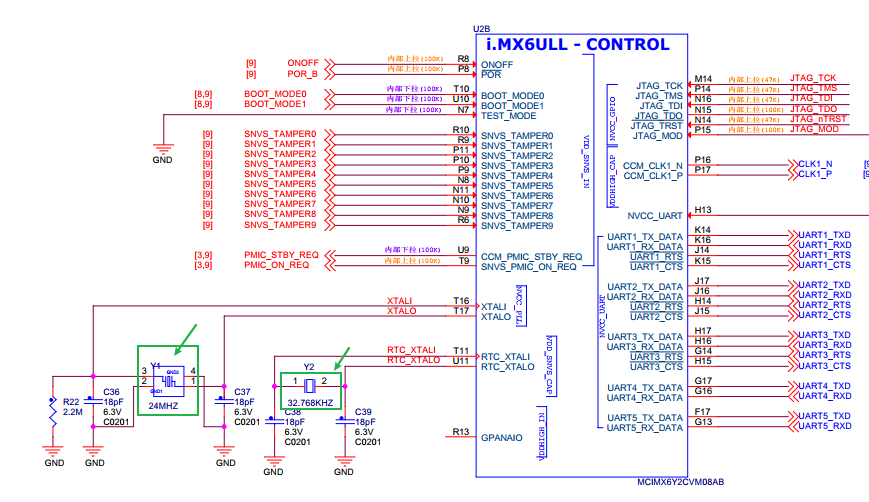 U2B
i.MX6ULL - CONTROL
[9] ONOFF 内部上拉(100K) R8 ONOFF
[9] POR_B 内部上拉(100K) P8 POR
[8,9] BOOT_MODE0 内部下拉(100K) T10 BOOT_MODE0
[8,9] BOOT_MODE1 内部下拉(100K) U10 BOOT_MODE1
N7 TEST_MODE
GND
[9] SNVS_TAMPER0 R10 SNVS_TAMPER0
[9] SNVS_TAMPER1 R9 SNVS_TAMPER1
[9] SNVS_TAMPER2 P11 SNVS_TAMPER2
[9] SNVS_TAMPER3 P10 SNVS_TAMPER3
[9] SNVS_TAMPER4 P9 SNVS_TAMPER4
[9] SNVS_TAMPER5 N8 SNVS_TAMPER5
[9] SNVS_TAMPER6 N11 SNVS_TAMPER6
[9] SNVS_TAMPER7 N10 SNVS_TAMPER7
[9] SNVS_TAMPER8 N9 SNVS_TAMPER8
[9] SNVS_TAMPER9 R6 SNVS_TAMPER9
[3,9] PMIC_STBY_REQ 内部下拉(100K) U9 CCM_PMIC_STBY_REQ
[3,9] PMIC_ON_REQ 内部上拉(100K) T9 SNVS_PMIC_ON_REQ
XTALI T16 XTALI
XTALO T17 XTALO
RTC_XTALI T11 RTC_XTALI
RTC_XTALO U11 RTC_XTALO
R13 GPANAIO
VDD_SNVS_IN
NVCC_PLL
VDD_SNVS_CAP
VDDHIGH_IN
NVCC_GPIO
VDDHIGH_CAP
NVCC_UART
JTAG_TCK M14 内部上拉(47K) JTAG_TCK
JTAG_TMS P14 内部上拉(47K) JTAG_TMS
JTAG_TDI N16 内部上拉(47K) JTAG_TDI
JTAG_TDO N15 内部上拉(100K) JTAG_TDO
JTAG_TRST N14 内部上拉(47K) JTAG_nTRST
JTAG_MOD P15 内部上拉(100K) JTAG_MOD
CCM_CLK1_N P16 CLK1_N
CCM_CLK1_P P17 CLK1_P
NVCC_UART H13
UART1_TX_DATA K14 UART1_TXD
UART1_RX_DATA K16 UART1_RXD
UART1_RTS J14 UART1_RTS
UART1_CTS K15 UART1_CTS
UART2_TX_DATA J17 UART2_TXD
UART2_RX_DATA J16 UART2_RXD
UART2_RTS H14 UART2_RTS
UART2_CTS J15 UART2_CTS
UART3_TX_DATA H17 UART3_TXD
UART3_RX_DATA H16 UART3_RXD
UART3_RTS G14 UART3_RTS
UART3_CTS H15 UART3_CTS
UART4_TX_DATA G17 UART4_TXD
UART4_RX_DATA G16 UART4_RXD
UART5_TX_DATA F17 UART5_TXD
UART5_RX_DATA G13 UART5_RXD
MCIMX6Y2CVM08AB
R22
2.2M
GND
C36
18pF
6.3V
C0201
GND
Y1
3 4
2 1
GND2
GND1
24MHZ
C37
18pF
6.3V
C0201
GND
Y2
1 2
32.768KHZ
C38
18pF
6.3V
C0201
GND
C39
18pF
6.3V
C0201
GND